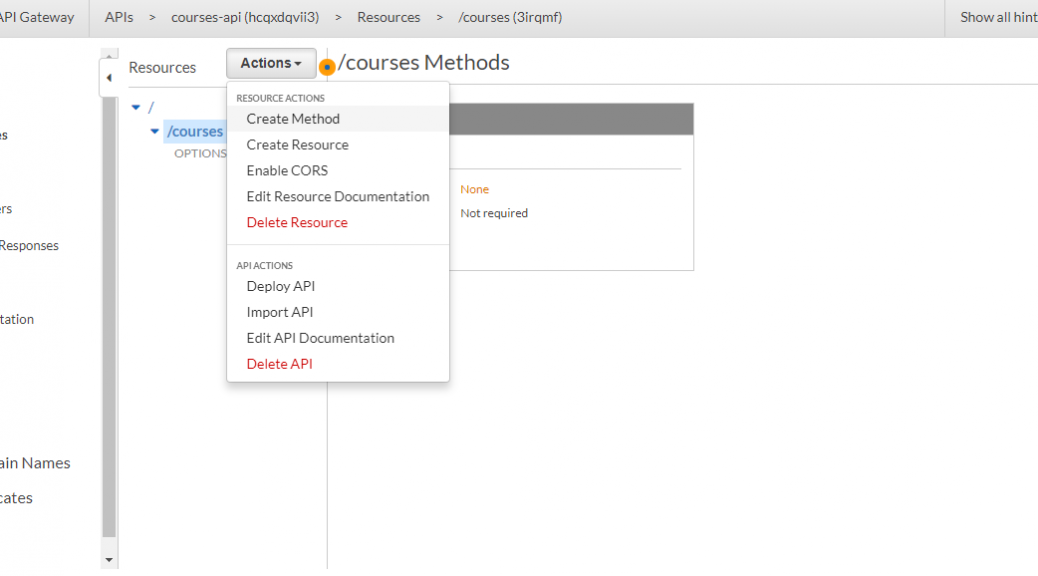 API Gateway APIs > courses-api (hcqxdqvii3) > Resources > /courses (3irqmf) Show all hint
Resources Actions /courses Methods
/
/courses
OPTIONS
RESOURCE ACTIONS
Create Method
Create Resource
Enable CORS
Edit Resource Documentation
Delete Resource
API ACTIONS
Deploy API
Import API
Edit API Documentation
Delete API
None
Not required
es
ers
Responses
tation
ain Names
cates